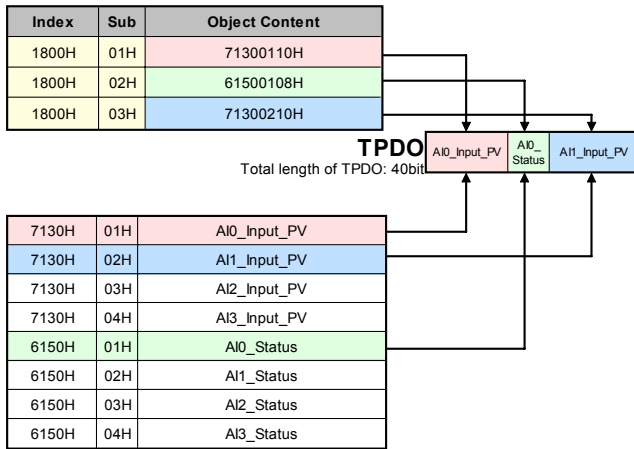 Index Sub Object Content
1800H 01H 71300110H
1800H 02H 61500108H
1800H 03H 71300210H
TPDO
Total length of TPDO: 40bit
AI0_Input_PV AI0_ AI1_Input_PV
Status
7130H 01H AI0_Input_PV
7130H 02H AI1_Input_PV
7130H 03H AI2_Input_PV
7130H 04H AI3_Input_PV
6150H 01H AI0_Status
6150H 02H AI1_Status
6150H 03H AI2_Status
6150H 04H AI3_Status